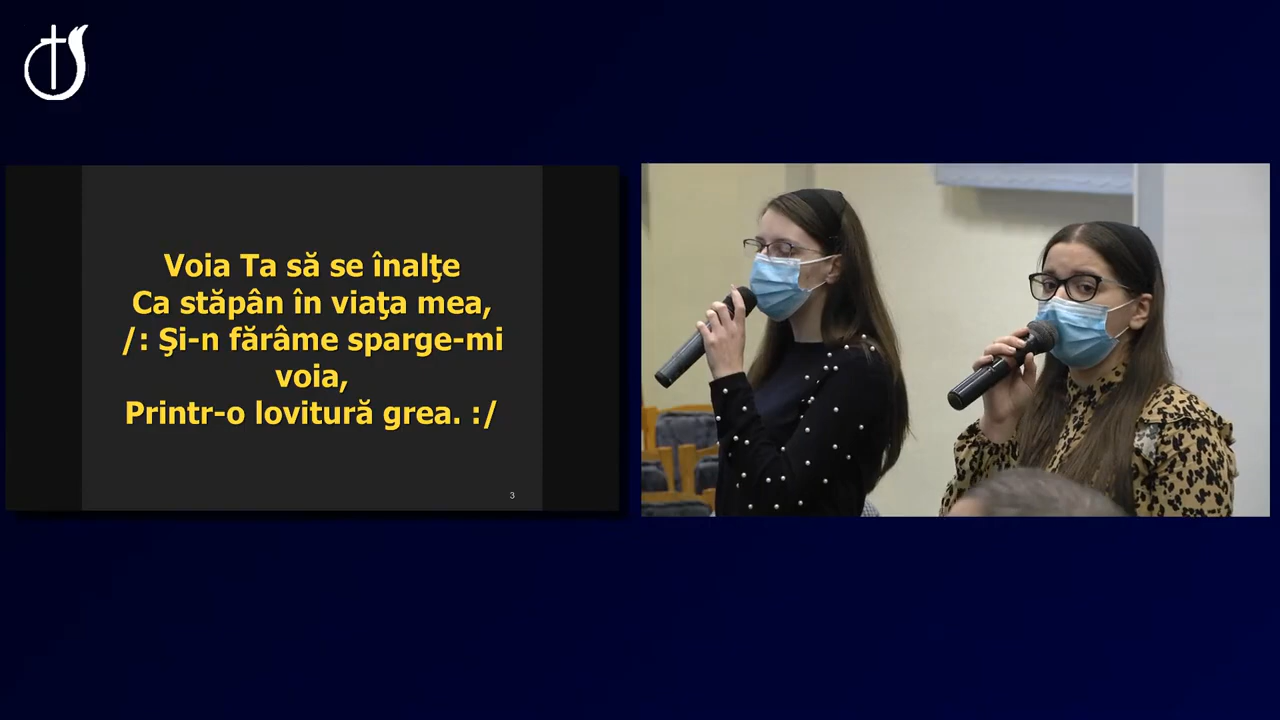 Voia Ta să se înalţe
Ca stăpân în viaţa mea,
/: Şi-n fărâme sparge-mi
voia,
Printr-o lovitură grea. :/
3